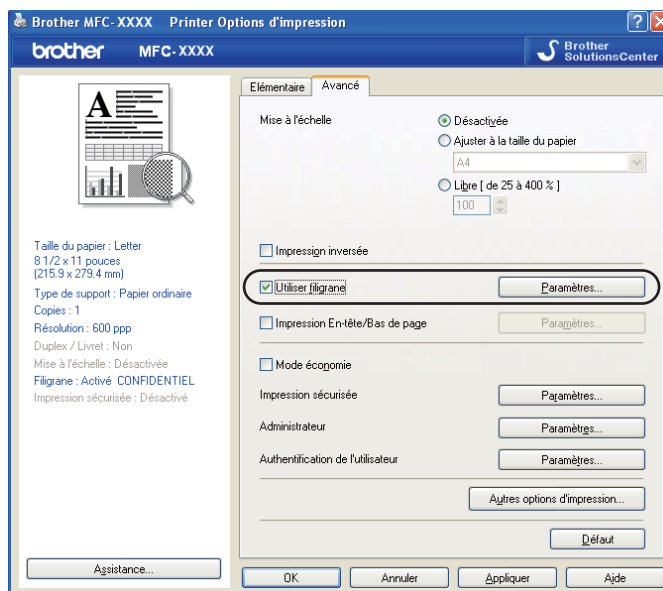 Brother MFC-XXXX Printer Options d'impression
brother MFC-XXXX
Brother
SolutionsCenter
Elémentaire Avancé
A
Taille du papier : Letter
8 1/2 x 11 pouces
(215.9 x 279.4 mm)
Type de support : Papier ordinaire
Copies : 1
Résolution : 600 ppp
Duplex / Livret : Non
Mise à l'échelle : Désactivée
Filigrane : Activé CONFIDENTIEL
Impression sécurisée : Désactivé
Assistance...
Mise à l'échelle
Désactivée
Ajuster à la taille du papier
A4
Libre [ de 25 à 400 % ]
100
Impression inversée
Utiliser filigrane Paramètres...
Impression En-tête/Bas de page Paramètres...
Mode économie
Impression sécurisée Paramètres...
Administrateur Paramètres...
Authentification de l'utilisateur Paramètres...
Autres options d'impression...
Défaut
OK Annuler Appliquer Aide